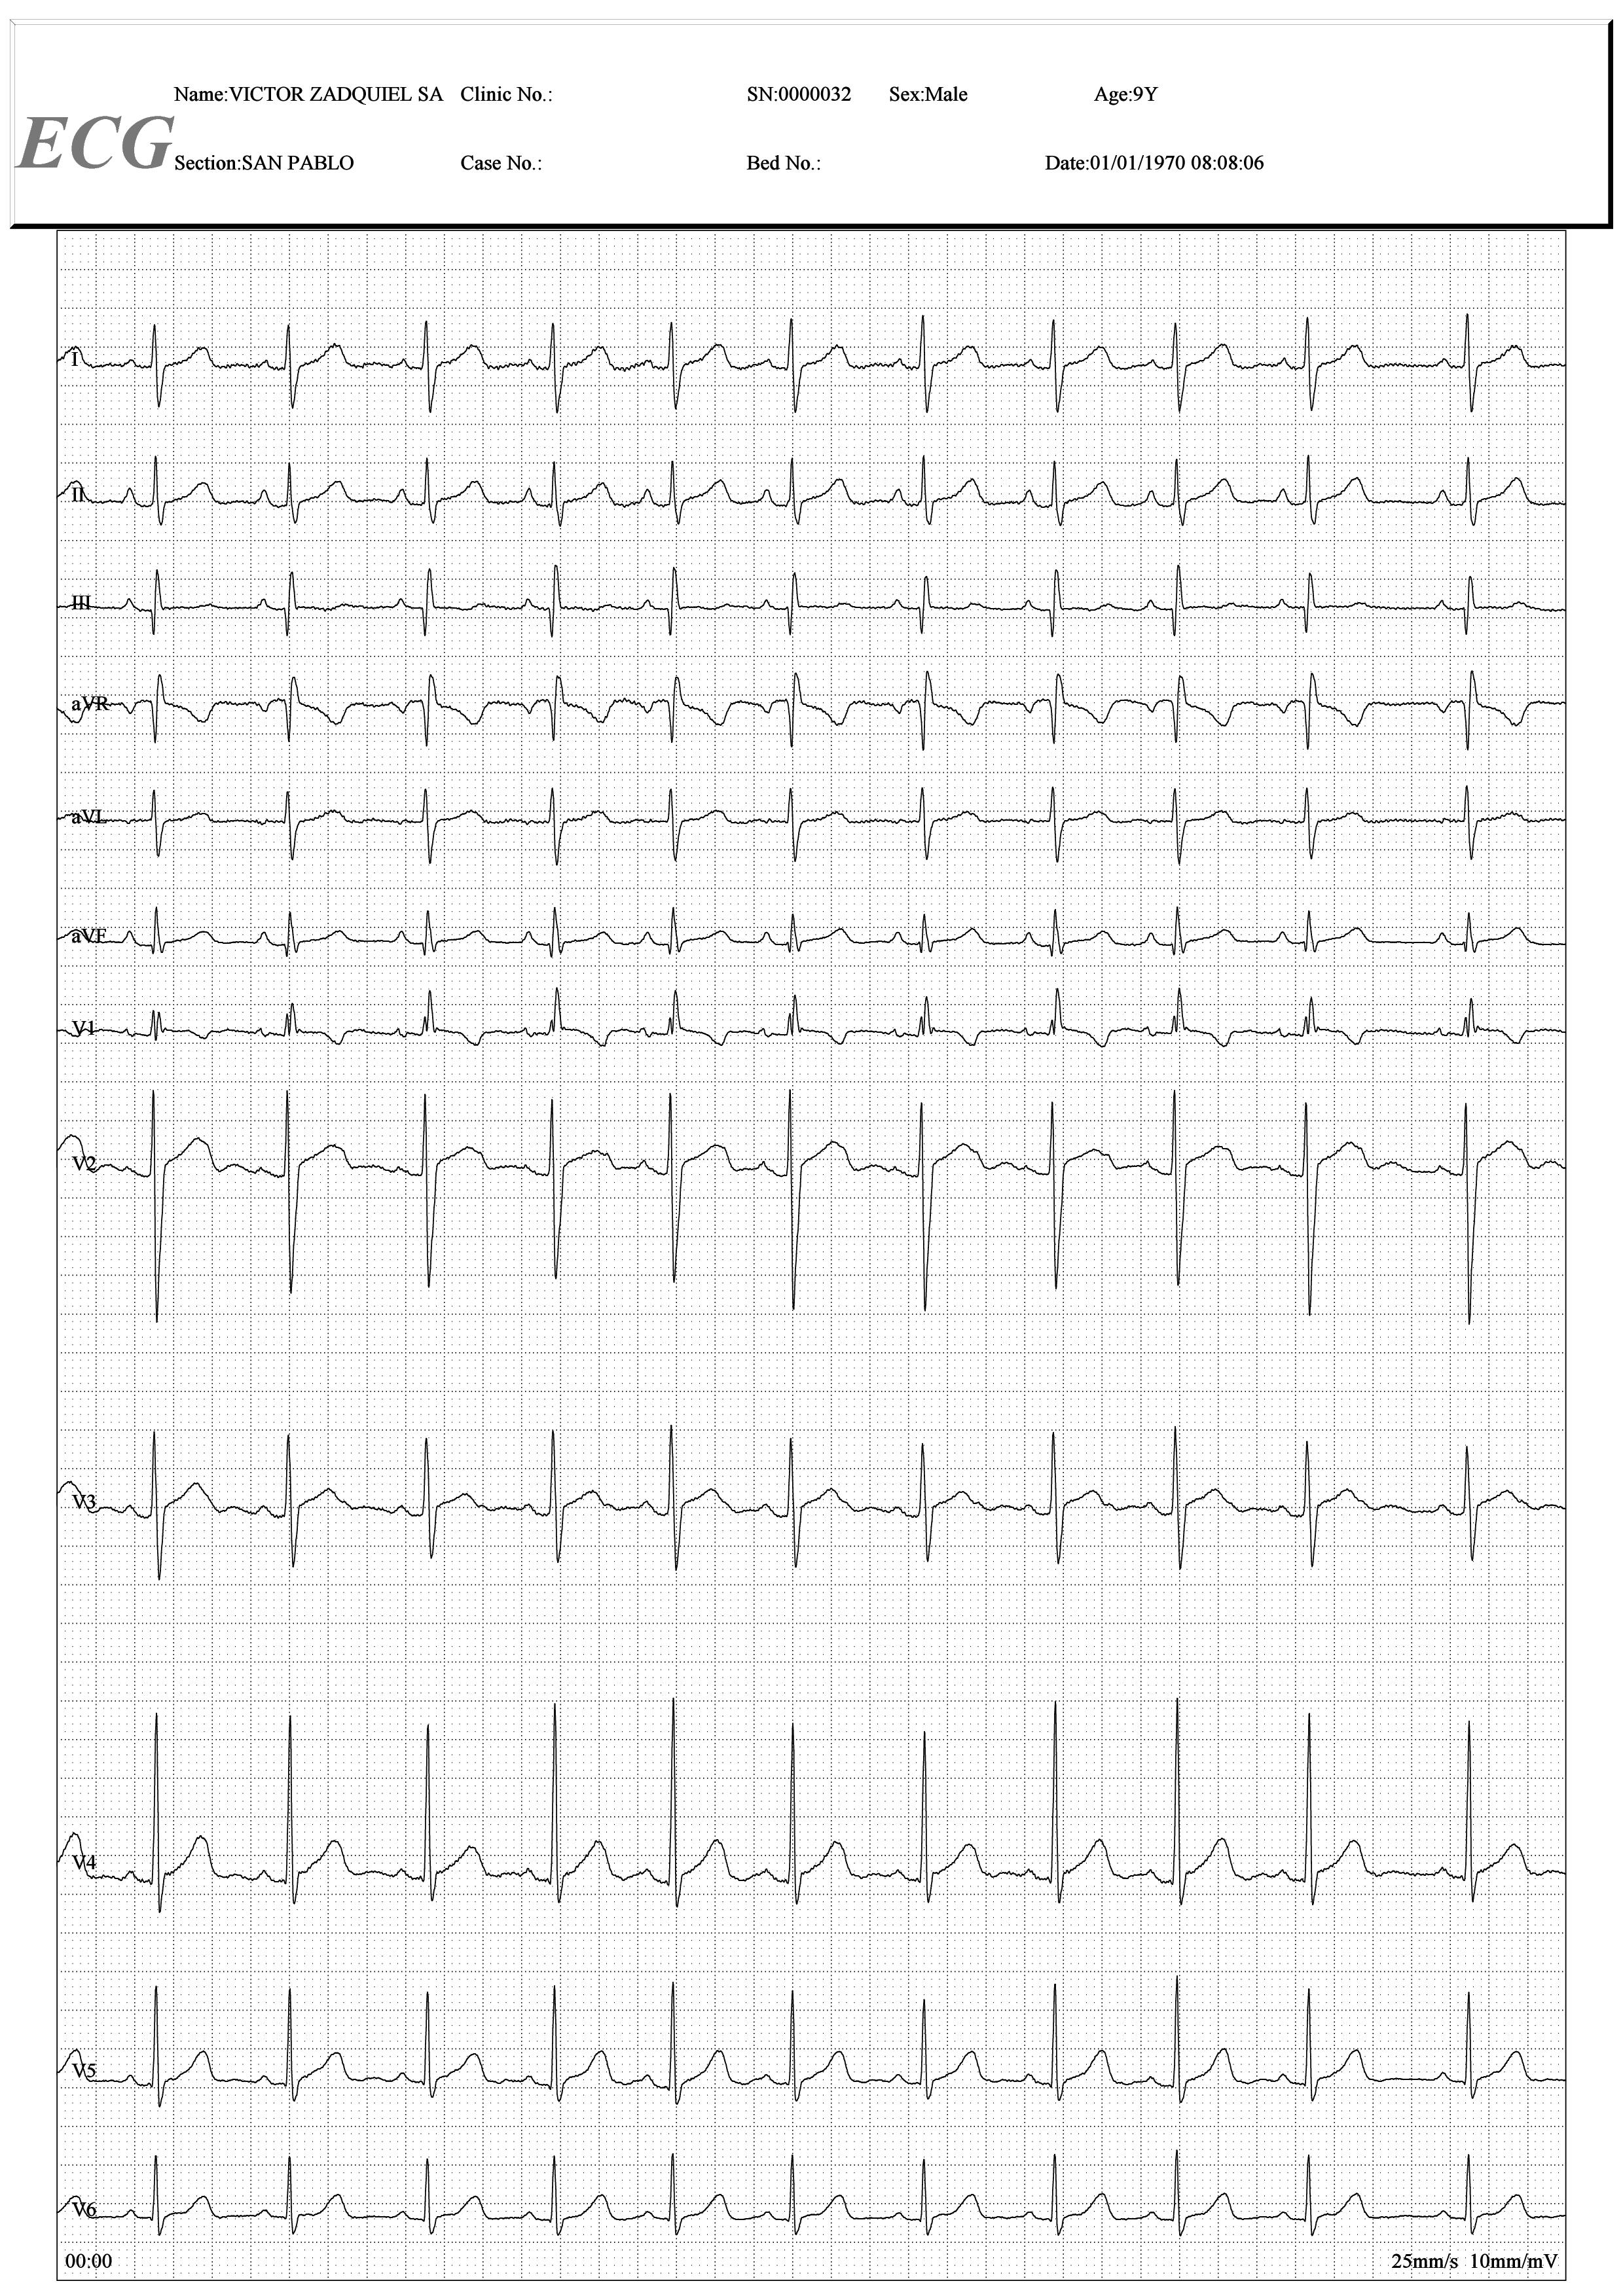 Name:VICTOR ZADQUIEL SA Clinic No.: SN:0000032 Sex:Male Age:9Y
ECG
Section:SAN PABLO Case No.: Bed No.: Date:01/01/1970 08:08:06
I
II
III
aVR
aVL
aVF
V1
V2
V3
V4
V5
V6
00:00 25mm/s 10mm/mV